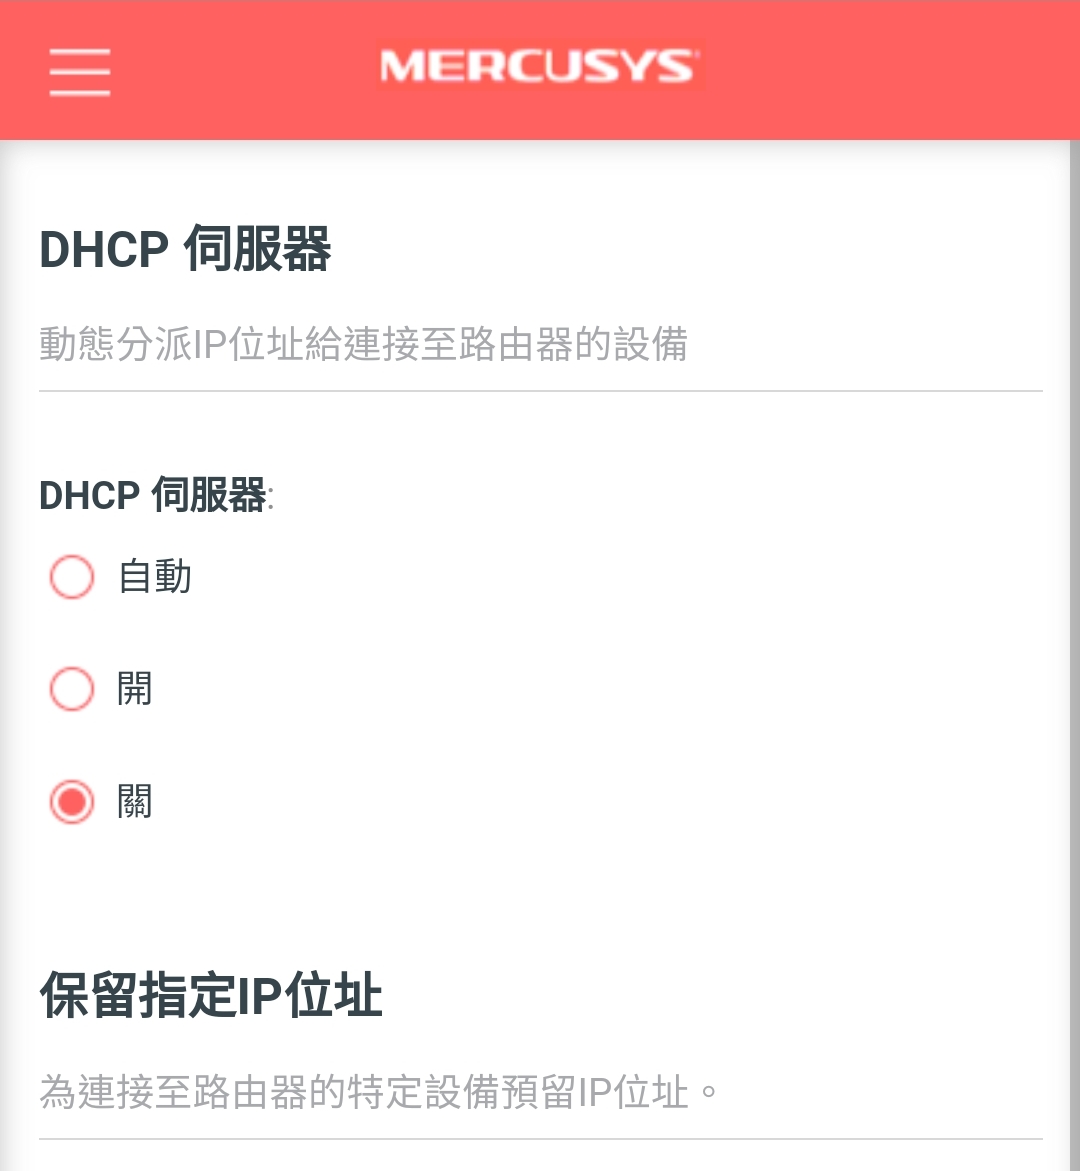 MERCUSYS
DHCP 伺服器
動態分派IP位址給連接至路由器的設備
DHCP 伺服器:
自動
開
關
保留指定IP位址
為連接至路由器的特定設備預留IP位址。